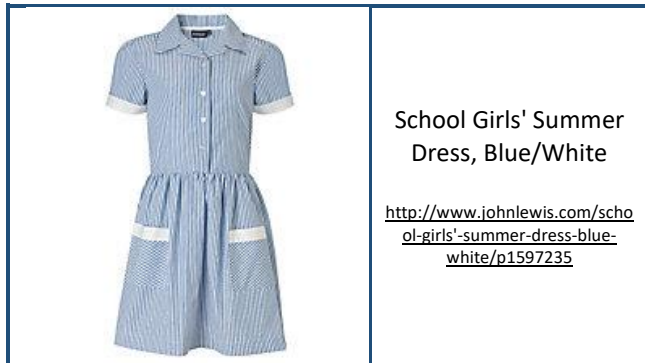 School Girls' Summer
Dress, Blue/White
http://www.johnlewis.com/scho
ol-girls'-summer-dress-blue-
white/p1597235